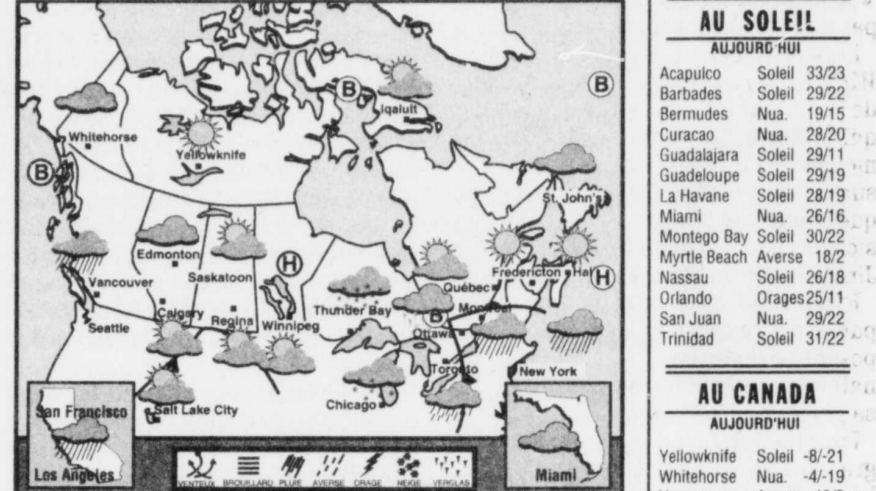 B
B
Iqaluit
Whitehorse
Yellowknife
B
St. John's
Edmonton
H
Fredericton
Hal
H
Saskatoon
Québec
Vancouver
Calgary
Regina
Winnipeg
Thunder Bay
Montréal
B
Seattle
Ottawa
Toronto
New York
San Francisco
Salt Lake City
Chicago
Los Angeles
Miami
VENTEUX BROUILLARD PLUIE AVERSE ORAGE NEIGE VERGLAS
AU SOLEIL
AUJOURD'HUI
Acapulco Soleil 33/23
Barbades Soleil 29/22
Bermudes Nua. 19/15
Curacao Nua. 28/20
Guadalajara Soleil 29/11
Guadeloupe Soleil 29/19
La Havane Soleil 28/19
Miami Nua. 26/16
Montego Bay Soleil 30/22
Myrtle Beach Averse 18/2
Nassau Soleil 26/18
Orlando Orages 25/11
San Juan Nua. 29/22
Trinidad Soleil 31/22
AU CANADA
AUJOURD'HUI
Yellowknife Soleil -8/-21
Whitehorse Nua. -4/-19